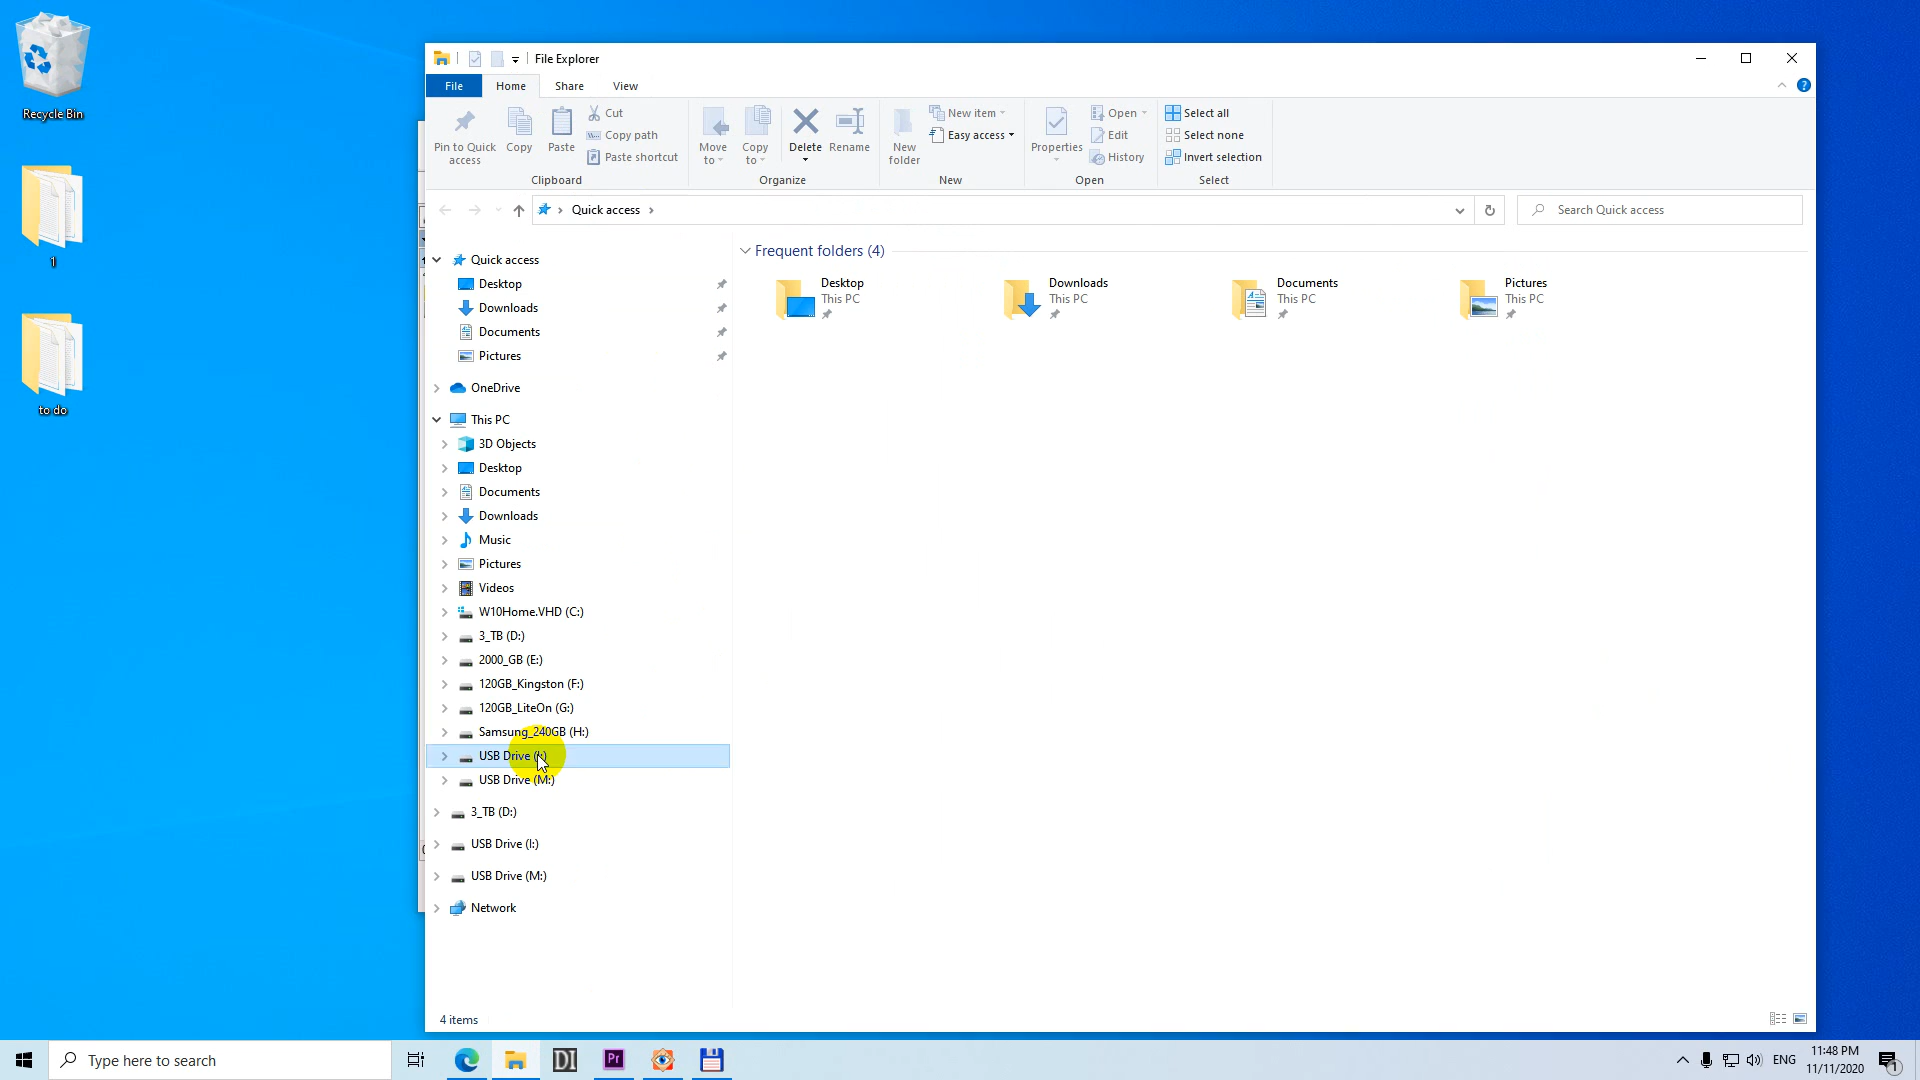 Recycle Bin
1
to do
File Explorer
File
Home
Share
View
Pin to Quick
access
Copy
Paste
Cut
Copy path
Paste shortcut
Clipboard
Move
to
Copy
to
Delete
Rename
Organize
New
folder
New item
Easy access
New
Properties
Open
Edit
History
Open
Select all
Select none
Invert selection
Select
Quick access
Search Quick access
Quick access
Desktop
Downloads
Documents
Pictures
OneDrive
This PC
3D Objects
Desktop
Documents
Downloads
Music
Pictures
Videos
W10Home.VHD (C:)
3_TB (D:)
2000_GB (E:)
120GB_Kingston (F:)
120GB_LiteOn (G:)
Samsung_240GB (H:)
USB Drive (I:)
USB Drive (M:)
3_TB (D:)
USB Drive (I:)
USB Drive (M:)
Network
Frequent folders (4)
Desktop
This PC
Downloads
This PC
Documents
This PC
Pictures
This PC
4 items
Type here to search
DI
Pr
ENG
11:48 PM
11/11/2020
1